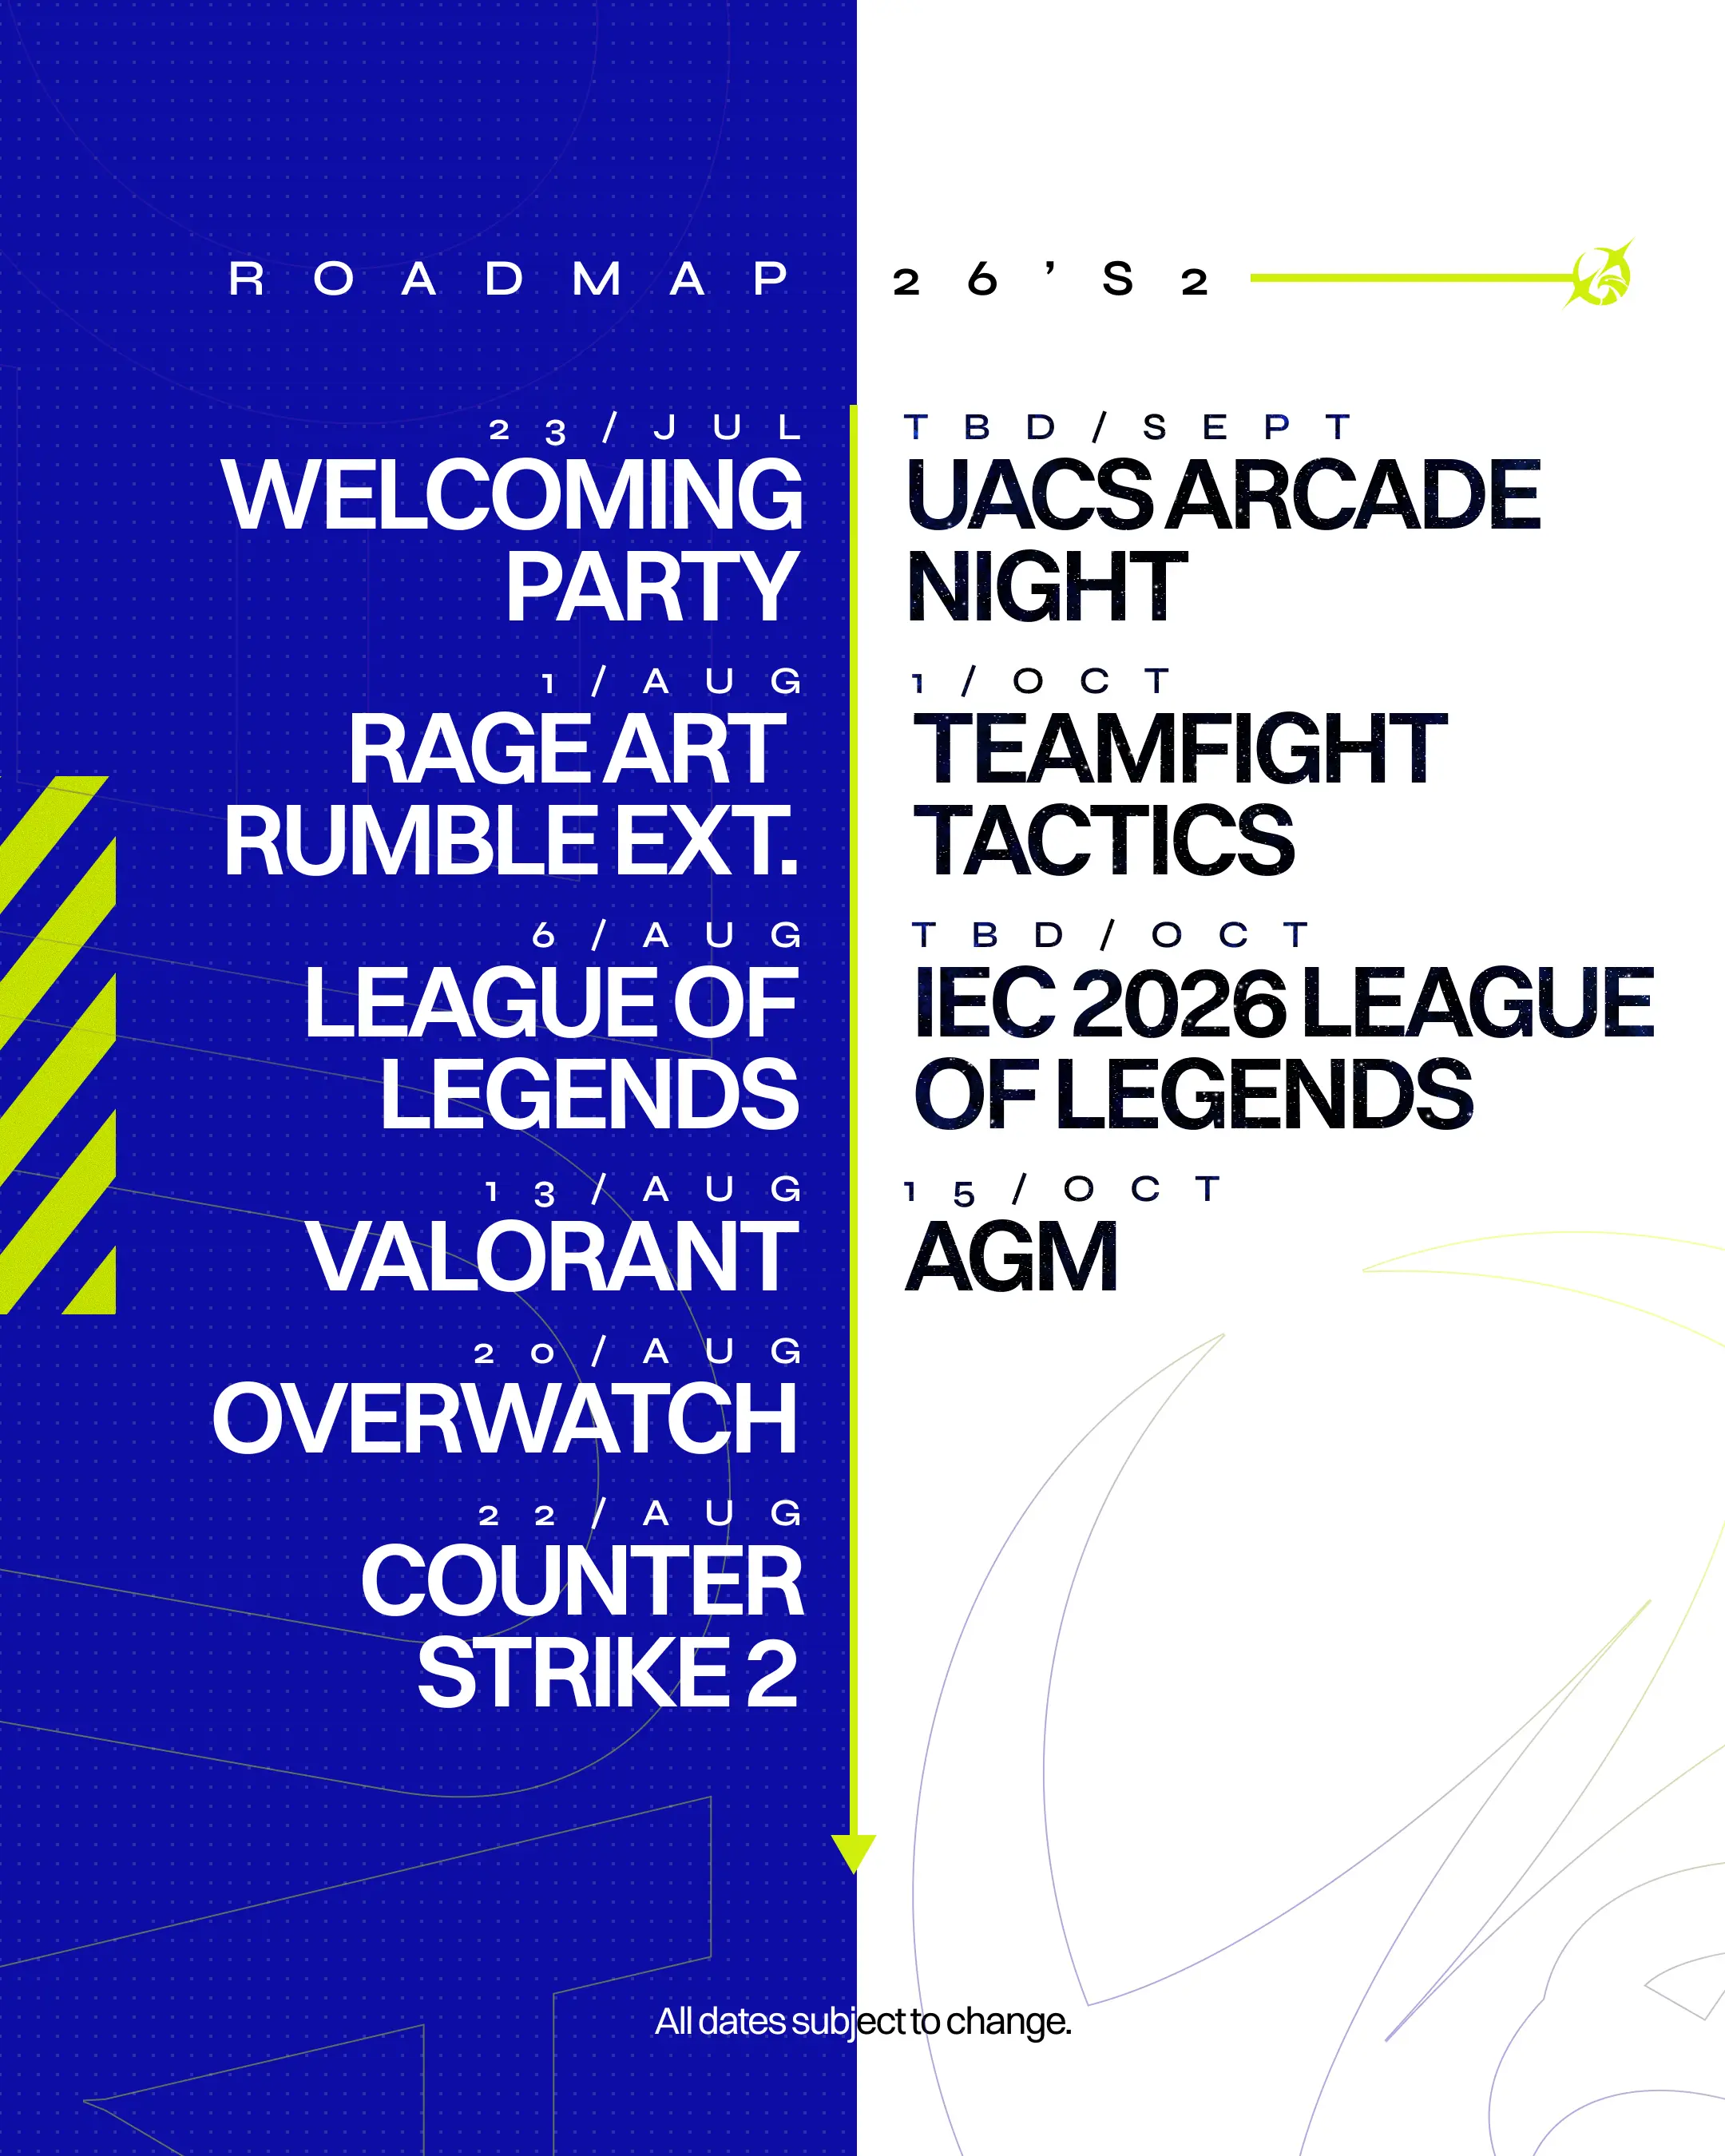 ROADMAP 26'S2
23/JUL
WELCOMING
PARTY
1/AUG
RAGE ART
RUMBLE EXT.
6/AUG
LEAGUE OF
LEGENDS
13/AUG
VALORANT
20/AUG
OVERWATCH
22/AUG
COUNTER
STRIKE 2
TBD/SEPT
UACS ARCADE
NIGHT
1/OCT
TEAMFIGHT
TACTICS
TBD/OCT
IEC 2026 LEAGUE
OF LEGENDS
15/OCT
AGM
All dates subject to change.